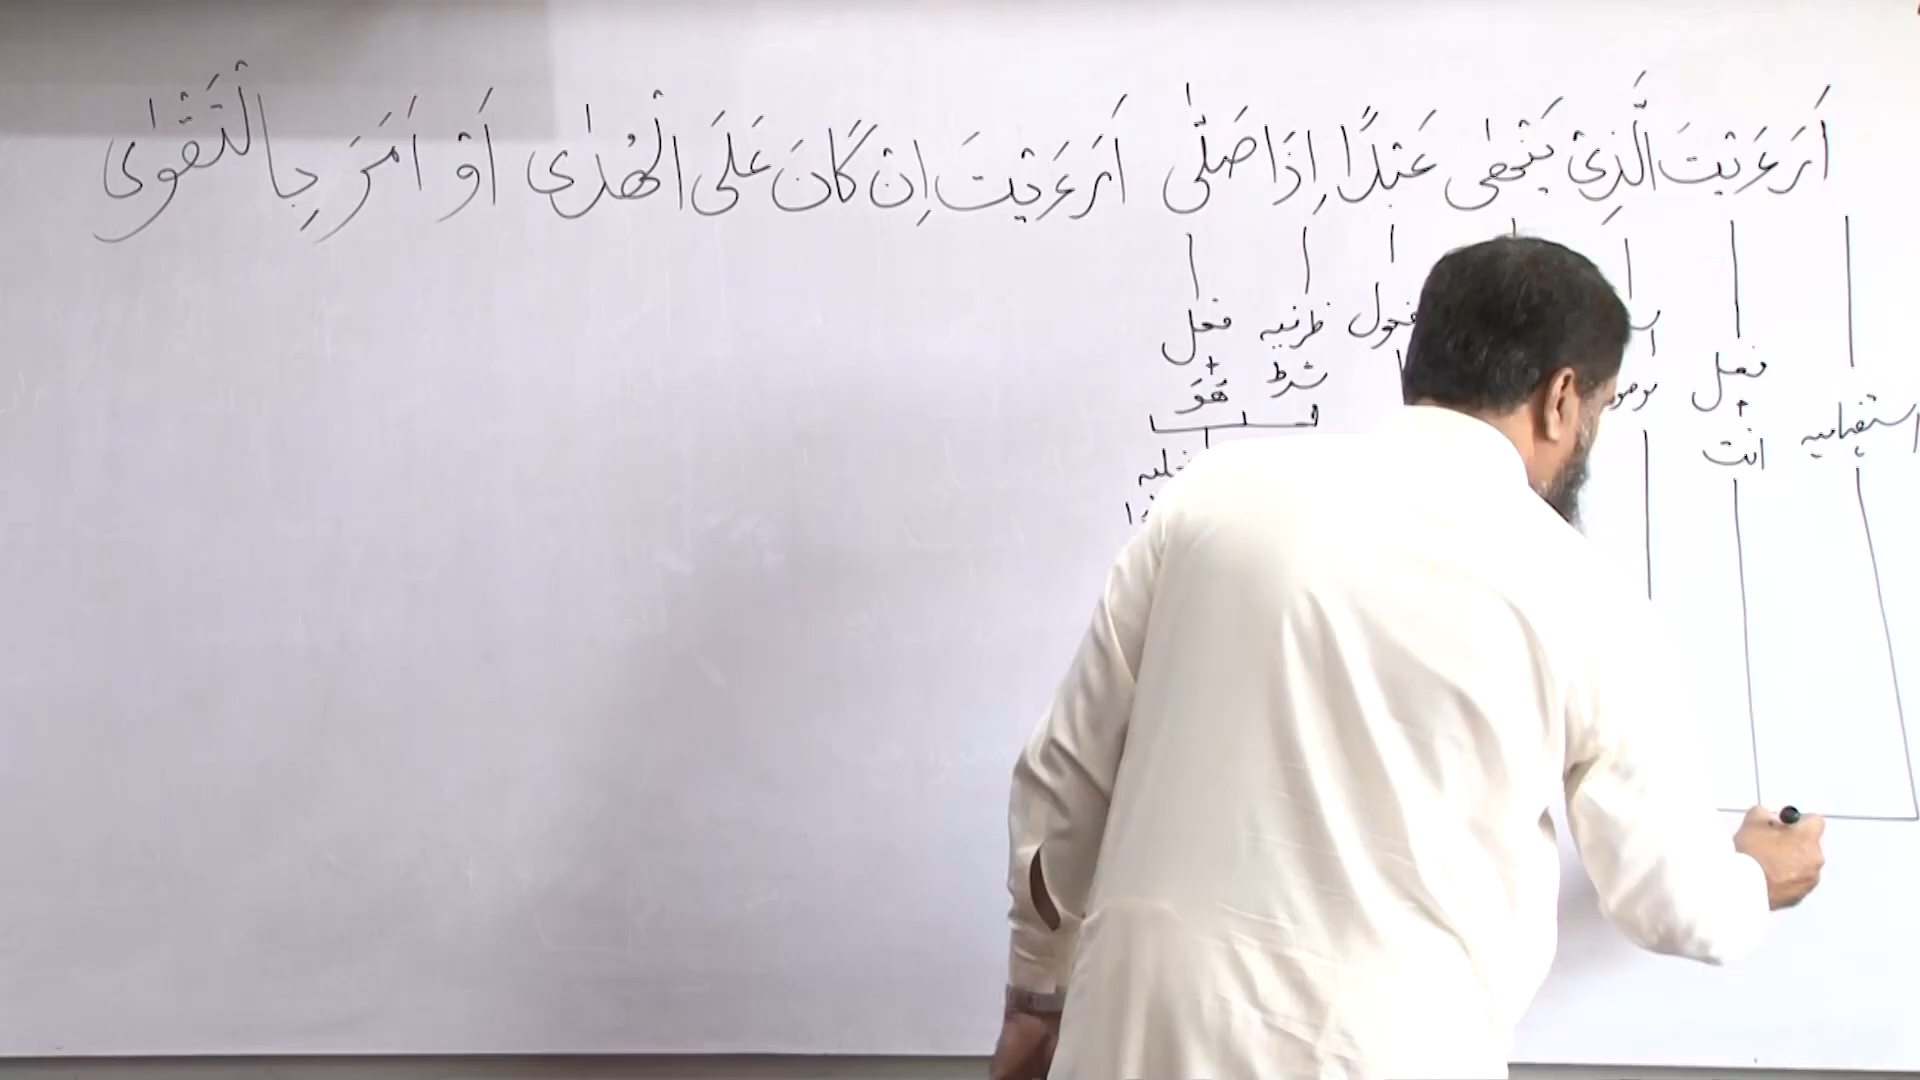 اَرَءَيْتَ الَّذِيْ يَنْهٰى عَبْدًا اِذَا صَلّٰى اَرَءَيْتَ اِنْ كَانَ عَلَى الْهُدٰى اَوْ اَمَرَ بِالتَّقْوٰى
فعل ظرفیہ فعل
+ شرط + استفہامیہ
هُوَ انت